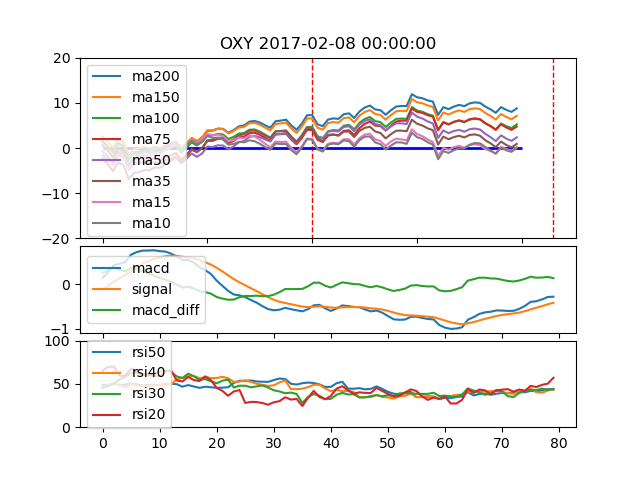 OXY 2017-02-08 00:00:00
20
10
0
−10
−20
ma200
ma150
ma100
ma75
ma50
ma35
ma15
ma10
0
−1
macd
signal
macd_diff
100
50
0
rsi50
rsi40
rsi30
rsi20
0 10 20 30 40 50 60 70 80